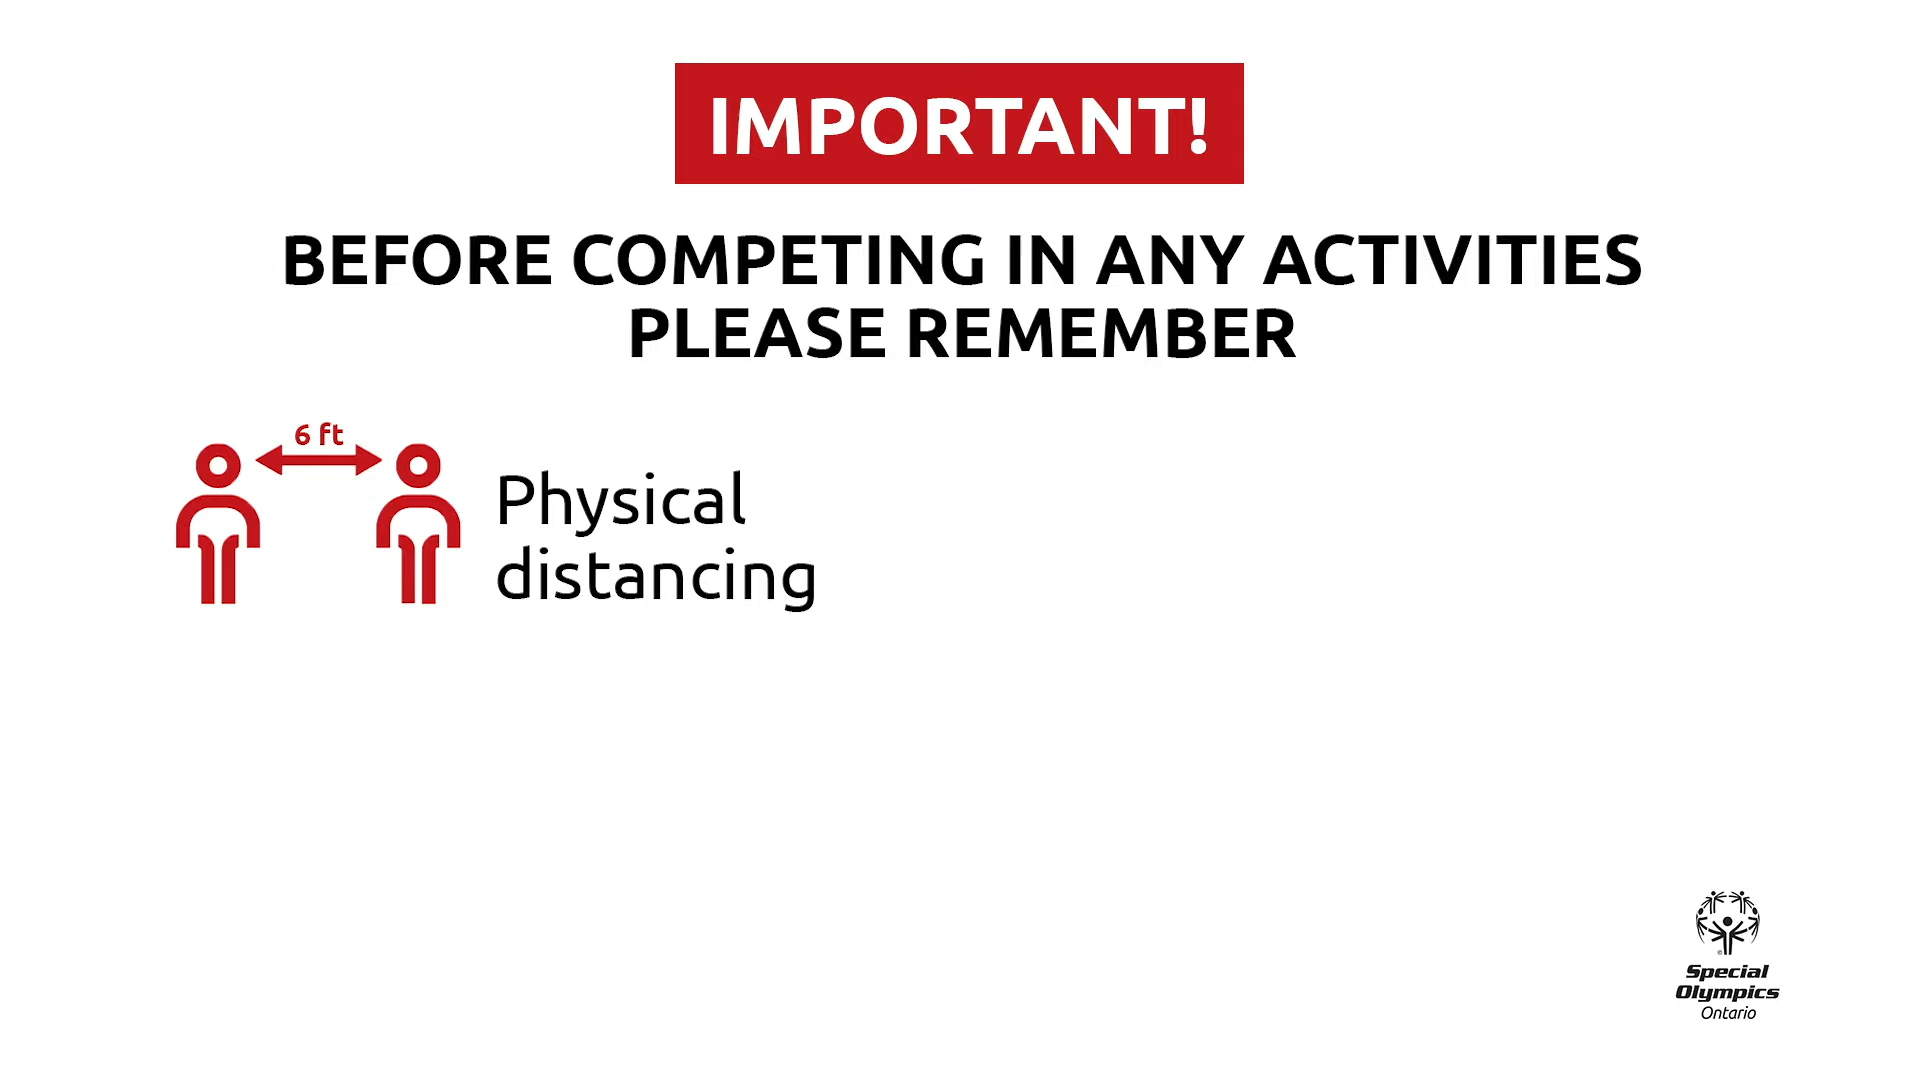 IMPORTANT!
BEFORE COMPETING IN ANY ACTIVITIES
PLEASE REMEMBER
6 ft
Physical
distancing
Special
Olympics
Ontario